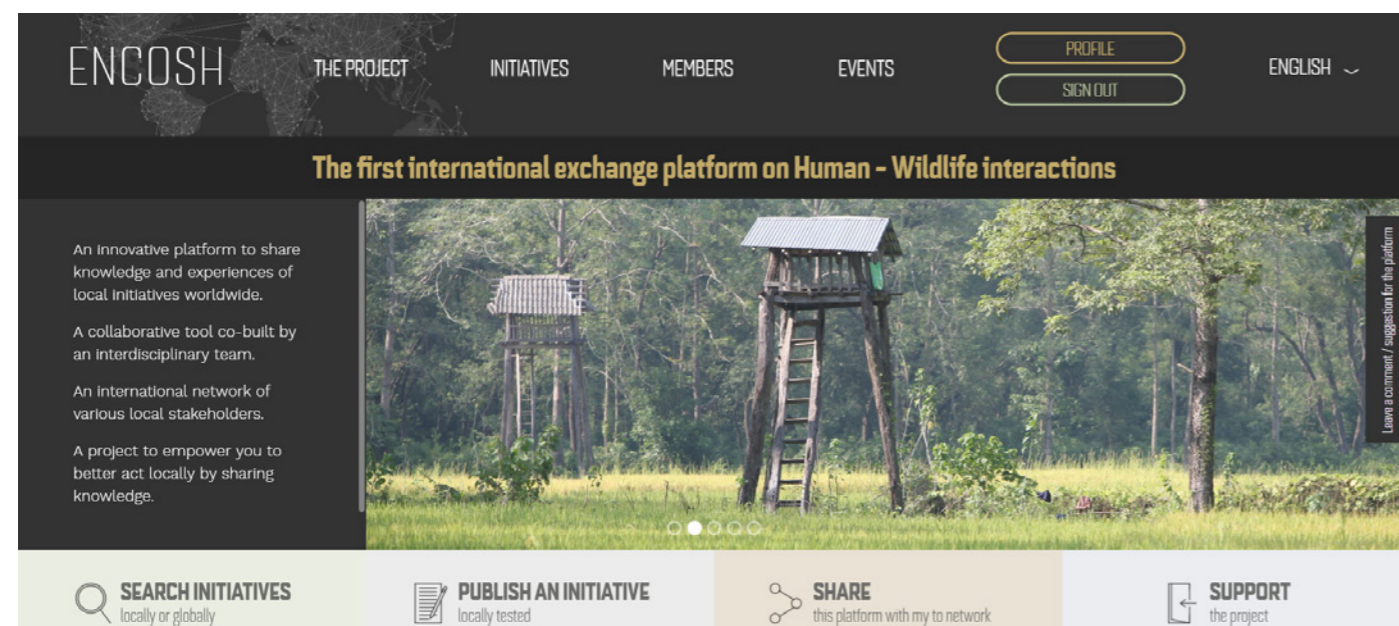 ENCOSH
THE PROJECT
INITIATIVES
MEMBERS
EVENTS
PROFILE
SIGN OUT
ENGLISH
The first international exchange platform on Human - Wildlife interactions
An innovative platform to share
knowledge and experiences of
local initiatives worldwide.
A collaborative tool co-built by
an interdisciplinary team.
An international network of
various local stakeholders.
A project to empower you to
better act locally by sharing
knowledge.
Leave a comment / suggestion for the platform
SEARCH INITIATIVES
locally or globally
PUBLISH AN INITIATIVE
locally tested
SHARE
this platform with my to network
SUPPORT
the project